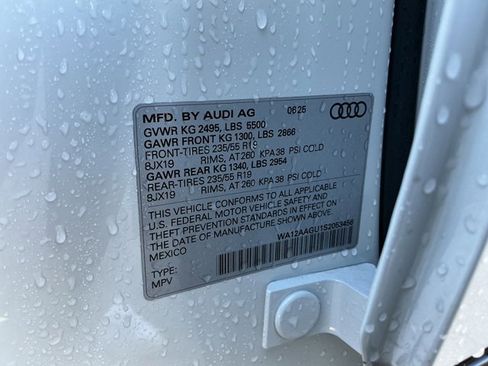 MFD. BY AUDI AG 06 25
GVWR KG 2495, LBS 5500
GAWR FRONT KG 1300, LBS 2866
FRONT-TIRES 235/55 R19
8JX19 RIMS, AT 260 KPA 38 PSI COLD
GAWR REAR KG 1340, LBS 2954
REAR-TIRES 235/55 R19
8JX19 RIMS, AT 260 KPA 38 PSI COLD
THIS VEHICLE CONFORMS TO ALL APPLICABLE
U.S. FEDERAL MOTOR VEHICLE SAFETY AND
THEFT PREVENTION STANDARDS IN EFFECT ON
THE DATE OF MANUFACTURE SHOWN ABOVE.
MEXICO WA12AAGU1S2063456
TYPE:
MPV